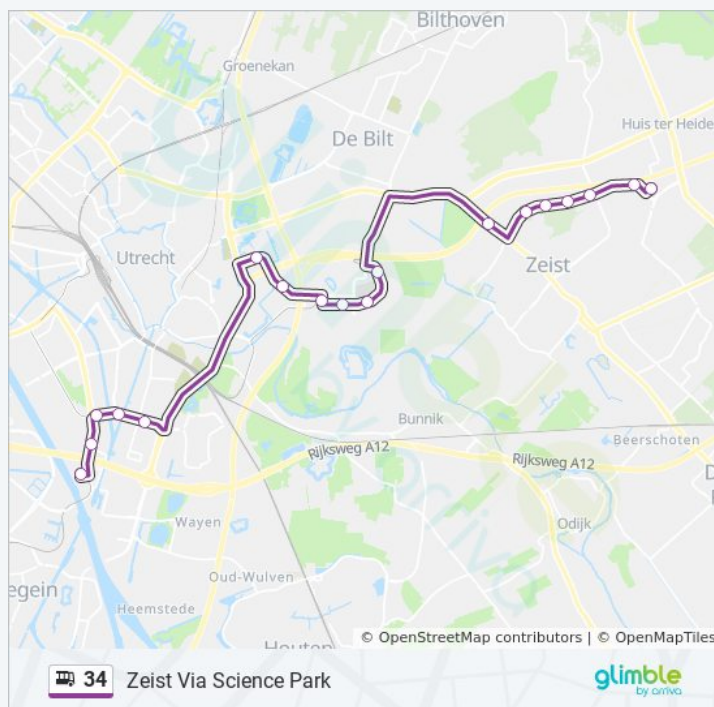 Bilthoven
Groenekan
De Bilt
Huis ter Heide
Utrecht
Zeist
Bunnik
Rijksweg A12
Beerschoten
Rijksweg A12
Wayen
Odijk
Oud-Wulven
egein
Heemstede
Houten
© OpenStreetMap contributors | © OpenMapTiles
34 Zeist Via Science Park
glimble
by arriva